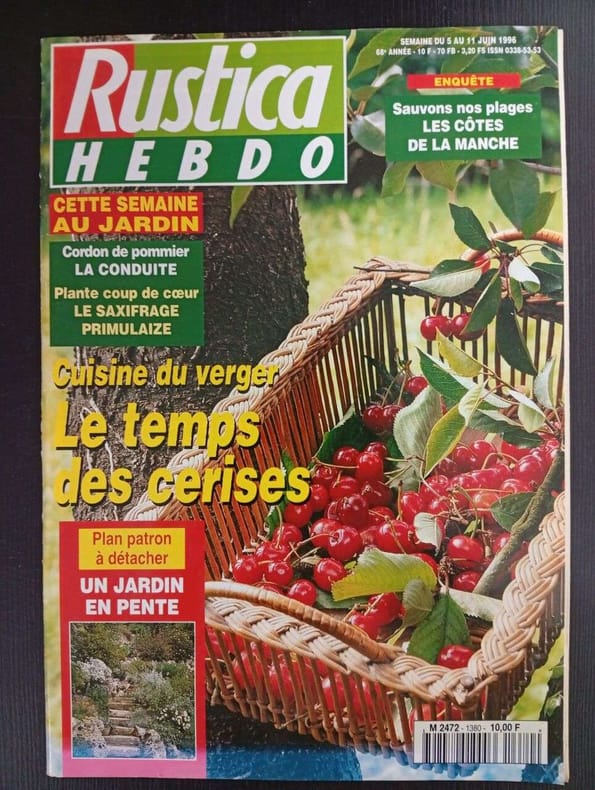 SEMAINE DU 5 AU 11 JUIN 1996
68e ANNÉE - 10 F - 70 FB - 3,20 FS ISSN 0338-53-53
Rustica
HEBDO
ENQUÊTE
Sauvons nos plages
LES CÔTES
DE LA MANCHE
CETTE SEMAINE
AU JARDIN
Cordon de pommier
LA CONDUITE
Plante coup de cœur
LE SAXIFRAGE
PRIMULAIZE
Cuisine du verger
Le temps
des cerises
Plan patron
à détacher
UN JARDIN
EN PENTE
M 2472 - 1380 - 10,00 F